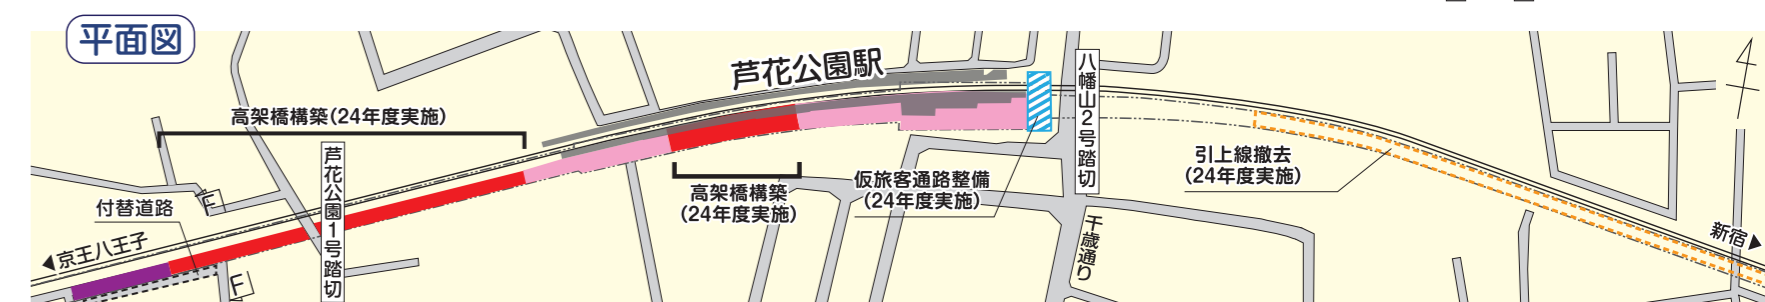 平面図
芦花公園駅
高架橋構築(24年度実施)
芦花公園1号踏切
八幡山2号踏切
高架橋構築
(24年度実施)
仮旅客通路整備
(24年度実施)
引上線撤去
(24年度実施)
付替道路
◀京王八王子
千歳通り
新宿▶